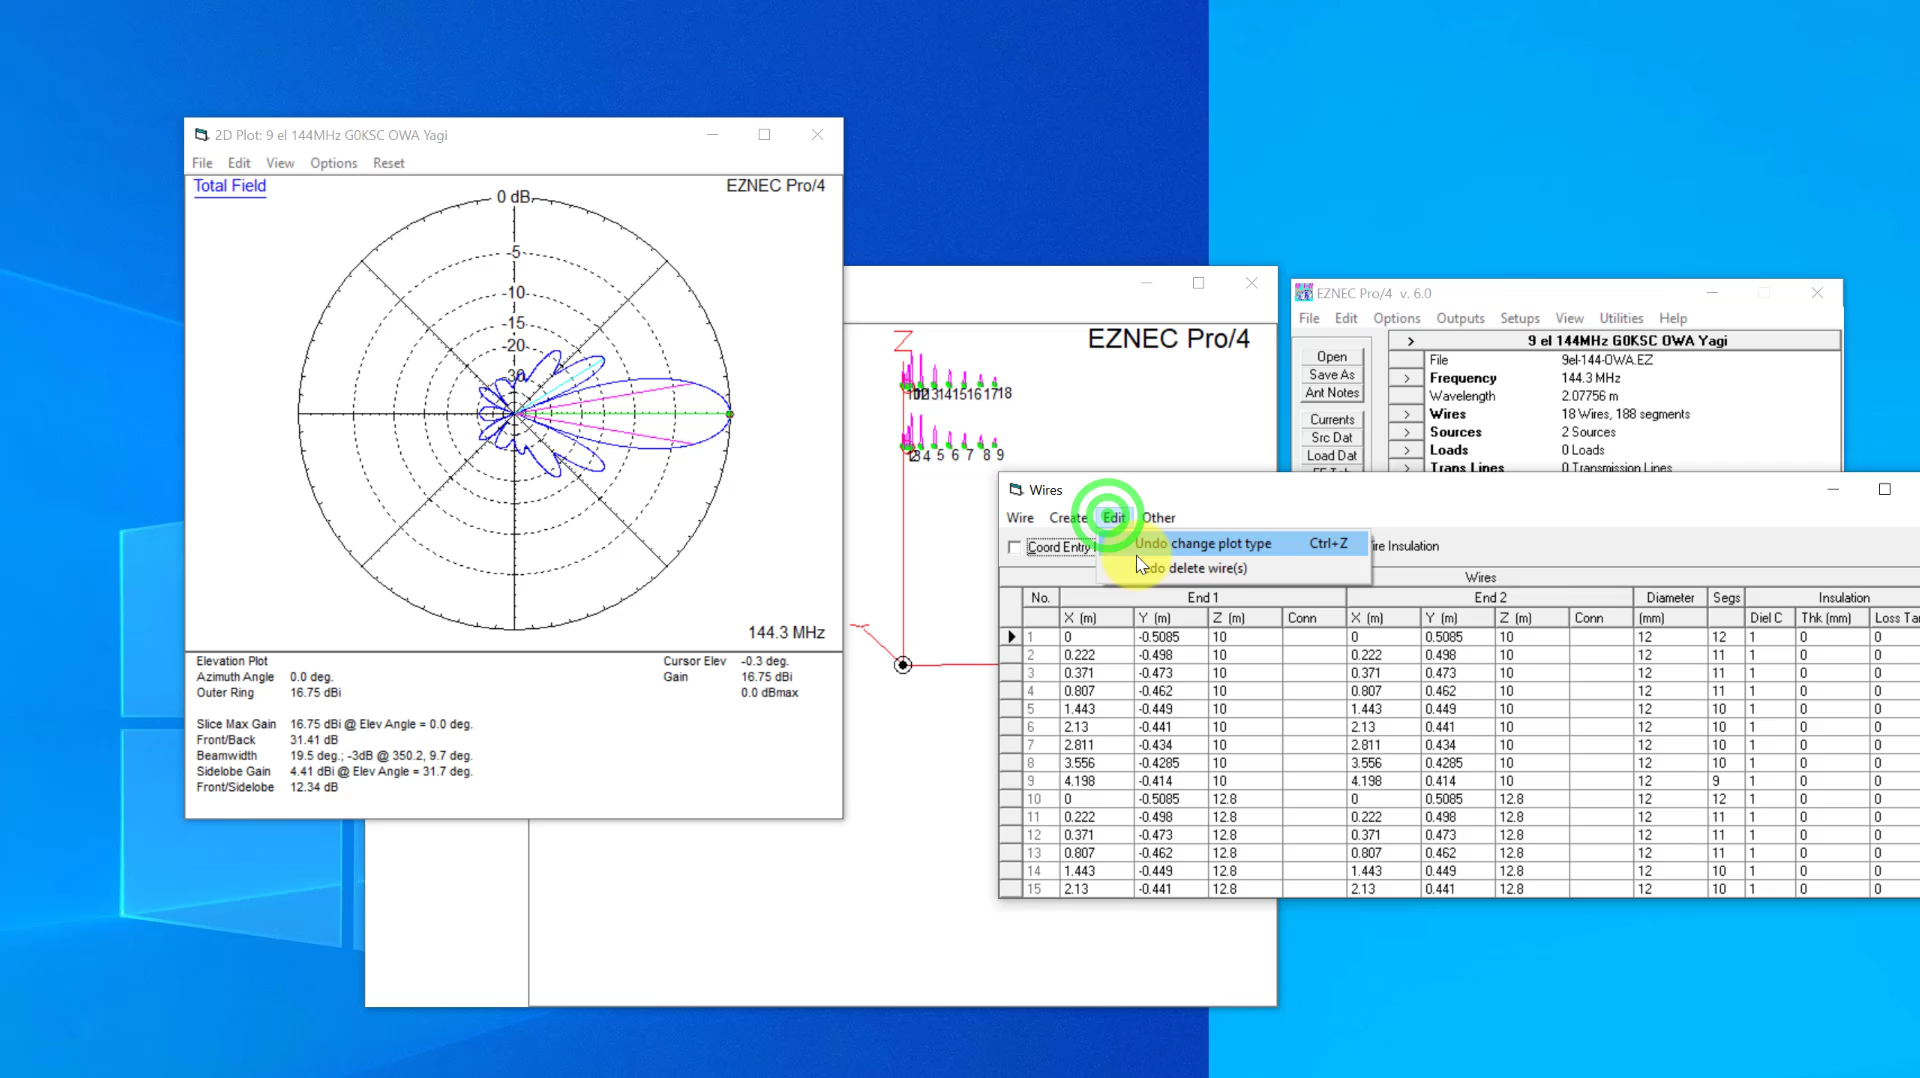 2D Plot: 9 el 144MHz G0KSC OWA Yagi
File Edit View Options Reset
Total Field
EZNEC Pro/4
0 dB
-5
-10
-15
-20
-30
144.3 MHz
Elevation Plot
Azimuth Angle 0.0 deg.
Outer Ring 16.75 dBi
Cursor Elev -0.3 deg.
Gain 16.75 dBi
0.0 dBmax
Slice Max Gain 16.75 dBi @ Elev Angle = 0.0 deg.
Front/Back 31.41 dB
Beamwidth 19.5 deg.; -3dB @ 350.2, 9.7 deg.
Sidelobe Gain 4.41 dBi @ Elev Angle = 31.7 deg.
Front/Sidelobe 12.34 dB
EZNEC Pro/4
Z
13 14 15 16 17 18
3 4 5 6 7 8 9
EZNEC Pro/4 v. 6.0
File Edit Options Outputs Setups View Utilities Help
Open
Save As
Ant Notes
Currents
Src Dat
Load Dat
> 9 el 144MHz G0KSC OWA Yagi
File 9el-144-OWA.EZ
> Frequency 144.3 MHz
Wavelength 2.07756 m
> Wires 18 Wires, 188 segments
> Sources 2 Sources
> Loads 0 Loads
> Trans Lines 0 Transmission Lines
Wires
Wire Create Edit Other
Coord Entry
Undo change plot type Ctrl+Z
delete wire(s)
Insulation
Wires
No. End 1 End 2 Diameter Segs Insulation
X (m) Y (m) Z (m) Conn X (m) Y (m) Z (m) Conn (mm) Diel C Thk (mm) Loss Tan
1 0 -0.5085 10 0 0.5085 10 12 12 1 0 0
2 0.222 -0.498 10 0.222 0.498 10 12 11 1 0 0
3 0.371 -0.473 10 0.371 0.473 10 12 11 1 0 0
4 0.807 -0.462 10 0.807 0.462 10 12 11 1 0 0
5 1.443 -0.449 10 1.443 0.449 10 12 10 1 0 0
6 2.13 -0.441 10 2.13 0.441 10 12 10 1 0 0
7 2.811 -0.434 10 2.811 0.434 10 12 10 1 0 0
8 3.556 -0.4285 10 3.556 0.4285 10 12 10 1 0 0
9 4.198 -0.414 10 4.198 0.414 10 12 9 1 0 0
10 0 -0.5085 12.8 0 0.5085 12.8 12 12 1 0 0
11 0.222 -0.498 12.8 0.222 0.498 12.8 12 11 1 0 0
12 0.371 -0.473 12.8 0.371 0.473 12.8 12 11 1 0 0
13 0.807 -0.462 12.8 0.807 0.462 12.8 12 11 1 0 0
14 1.443 -0.449 12.8 1.443 0.449 12.8 12 10 1 0 0
15 2.13 -0.441 12.8 2.13 0.441 12.8 12 10 1 0 0